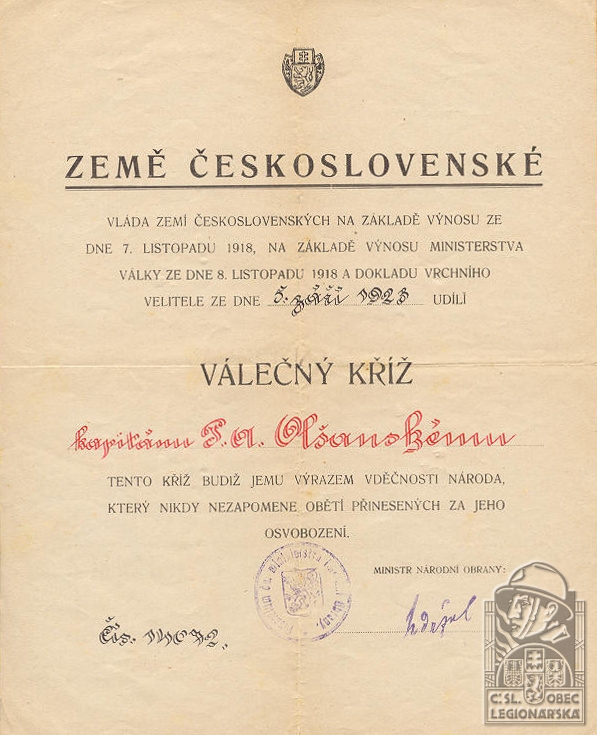 ZEMĚ ČESKOSLOVENSKÉ
VLÁDA ZEMÍ ČESKOSLOVENSKÝCH NA ZÁKLADĚ VÝNOSU ZE
DNE 7. LISTOPADU 1918, NA ZÁKLADĚ VÝNOSU MINISTERSTVA
VÁLKY ZE DNE 8. LISTOPADU 1918 A DOKLADU VRCHNÍHO
VELITELE ZE DNE 5. září 1923 UDÍLÍ
VÁLEČNÝ KŘÍŽ
kapitánu J. A. Olšanskému
TENTO KŘÍŽ BUDIŽ JEMU VÝRAZEM VDĚČNOSTI NÁRODA,
KTERÝ NIKDY NEZAPOMENE OBĚTÍ PŘINESENÝCH ZA JEHO
OSVOBOZENÍ.
MINISTR NÁRODNÍ OBRANY:
Čís. 14072.
Č:SL. OBEC
LEGIONÁŘSKÁ